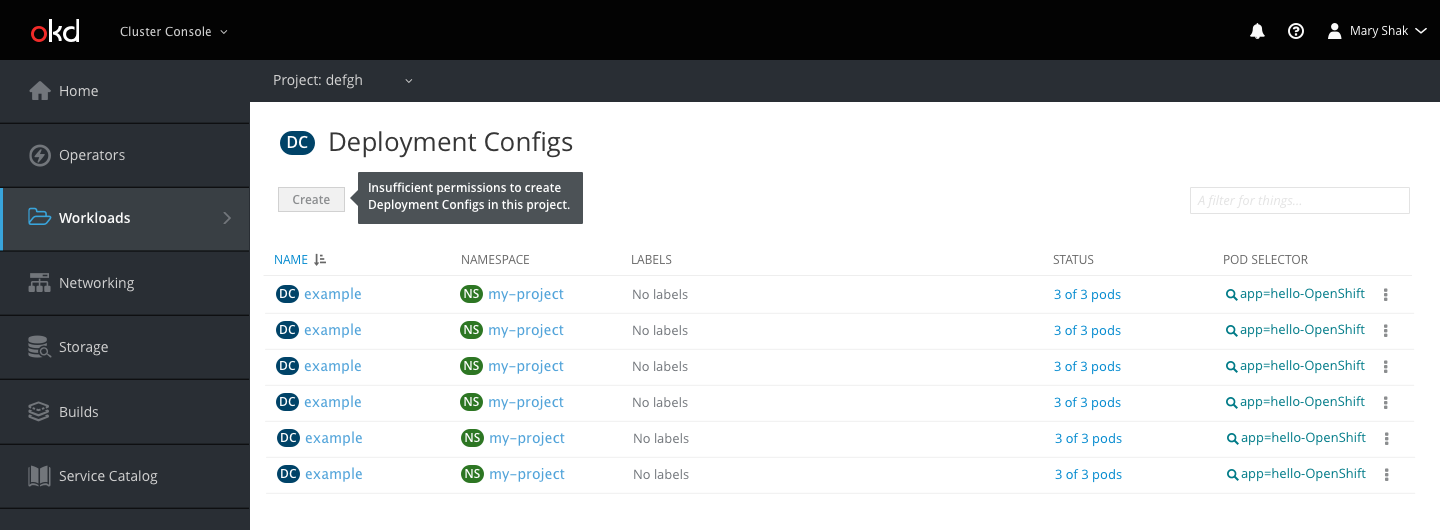 okd
Cluster Console
Mary Shak
Project: defgh
Home
Operators
Workloads
Networking
Storage
Builds
Service Catalog
DC Deployment Configs
Create
Insufficient permissions to create
Deployment Configs in this project.
A filter for things...
NAME NAMESPACE LABELS STATUS POD SELECTOR
DC example NS my-project No labels 3 of 3 pods app=hello-OpenShift
DC example NS my-project No labels 3 of 3 pods app=hello-OpenShift
DC example NS my-project No labels 3 of 3 pods app=hello-OpenShift
DC example NS my-project No labels 3 of 3 pods app=hello-OpenShift
DC example NS my-project No labels 3 of 3 pods app=hello-OpenShift
DC example NS my-project No labels 3 of 3 pods app=hello-OpenShift